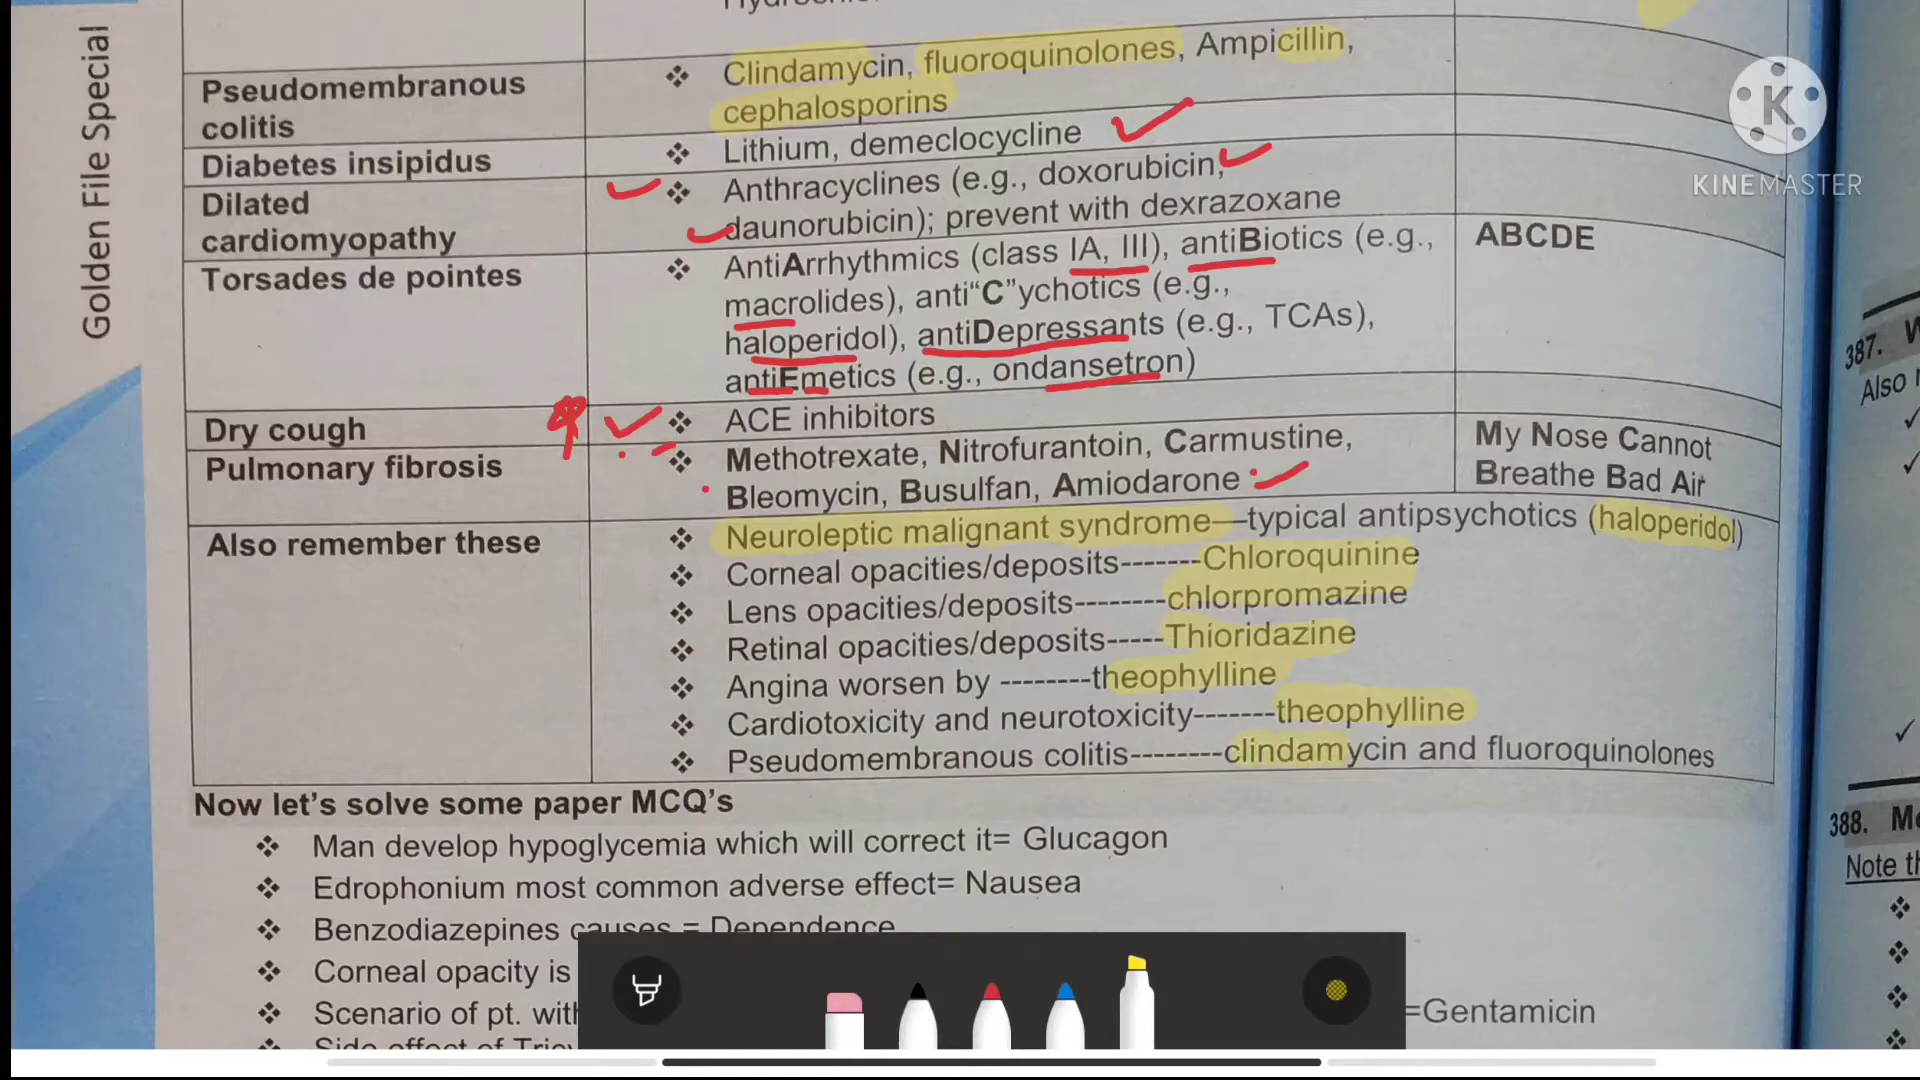 Golden File Special
Pseudomembranous colitis
Clindamycin, fluoroquinolones, Ampicillin,
cephalosporins
Diabetes insipidus
Lithium, demeclocycline
Dilated cardiomyopathy
Anthracyclines (e.g., doxorubicin,
daunorubicin); prevent with dexrazoxane
Torsades de pointes
AntiArrhythmics (class IA, III), antiBiotics (e.g.,
macrolides), anti“C”ychotics (e.g.,
haloperidol), antiDepressants (e.g., TCAs),
antiEmetics (e.g., ondansetron)
ABCDE
Dry cough
ACE inhibitors
Pulmonary fibrosis
Methotrexate, Nitrofurantoin, Carmustine,
Bleomycin, Busulfan, Amiodarone
My Nose Cannot
Breathe Bad Air
Also remember these
Neuroleptic malignant syndrome—typical antipsychotics (haloperidol)
Corneal opacities/deposits-------Chloroquinine
Lens opacities/deposits--------chlorpromazine
Retinal opacities/deposits-----Thioridazine
Angina worsen by --------theophylline
Cardiotoxicity and neurotoxicity-------theophylline
Pseudomembranous colitis--------clindamycin and fluoroquinolones
Now let's solve some paper MCQ's
Man develop hypoglycemia which will correct it= Glucagon
Edrophonium most common adverse effect= Nausea
Benzodiazepines causes = Dependence
Corneal opacity is
Scenario of pt. with
=Gentamicin
Side effect of
387.
Also
388.
Note
K
KINEMASTER